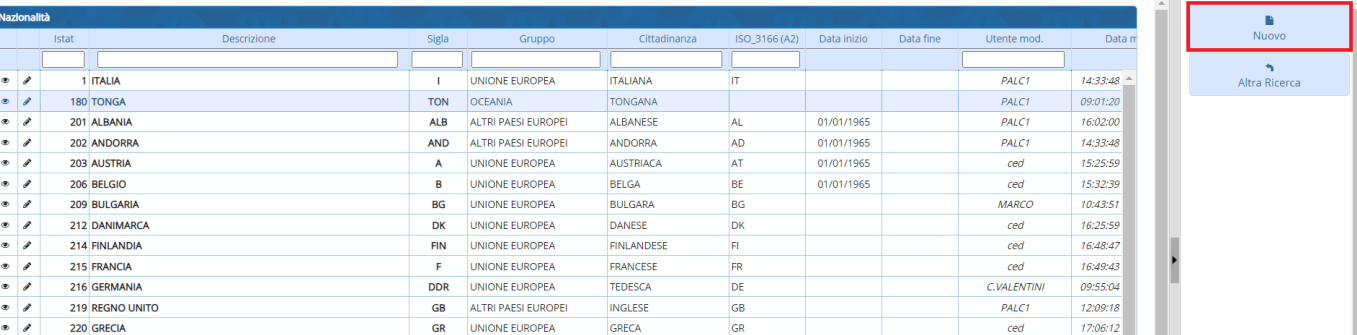 Nazionalità
Nuovo
Altra Ricerca
Istat Descrizione Sigla Gruppo Cittadinanza ISO_3166 (A2) Data inizio Data fine Utente mod. Data m
1 ITALIA I UNIONE EUROPEA ITALIANA IT PALC1 14:33:48
180 TONGA TON OCEANIA TONGANA PALC1 09:01:20
201 ALBANIA ALB ALTRI PAESI EUROPEI ALBANESE AL 01/01/1965 PALC1 16:02:00
202 ANDORRA AND ALTRI PAESI EUROPEI ANDORRA AD 01/01/1965 PALC1 14:33:48
203 AUSTRIA A UNIONE EUROPEA AUSTRIACA AT 01/01/1965 ced 15:25:59
206 BELGIO B UNIONE EUROPEA BELGA BE 01/01/1965 ced 15:32:39
209 BULGARIA BG UNIONE EUROPEA BULGARA BG MARCO 10:43:51
212 DANIMARCA DK UNIONE EUROPEA DANESE DK ced 16:25:59
214 FINLANDIA FIN UNIONE EUROPEA FINLANDESE FI ced 16:48:47
215 FRANCIA F UNIONE EUROPEA FRANCESE FR ced 16:49:43
216 GERMANIA DDR UNIONE EUROPEA TEDESCA DE C.VALENTINI 09:55:04
219 REGNO UNITO GB ALTRI PAESI EUROPEI INGLESE GB PALC1 12:09:18
220 GRECIA GR UNIONE EUROPEA GRECA GR ced 17:06:12